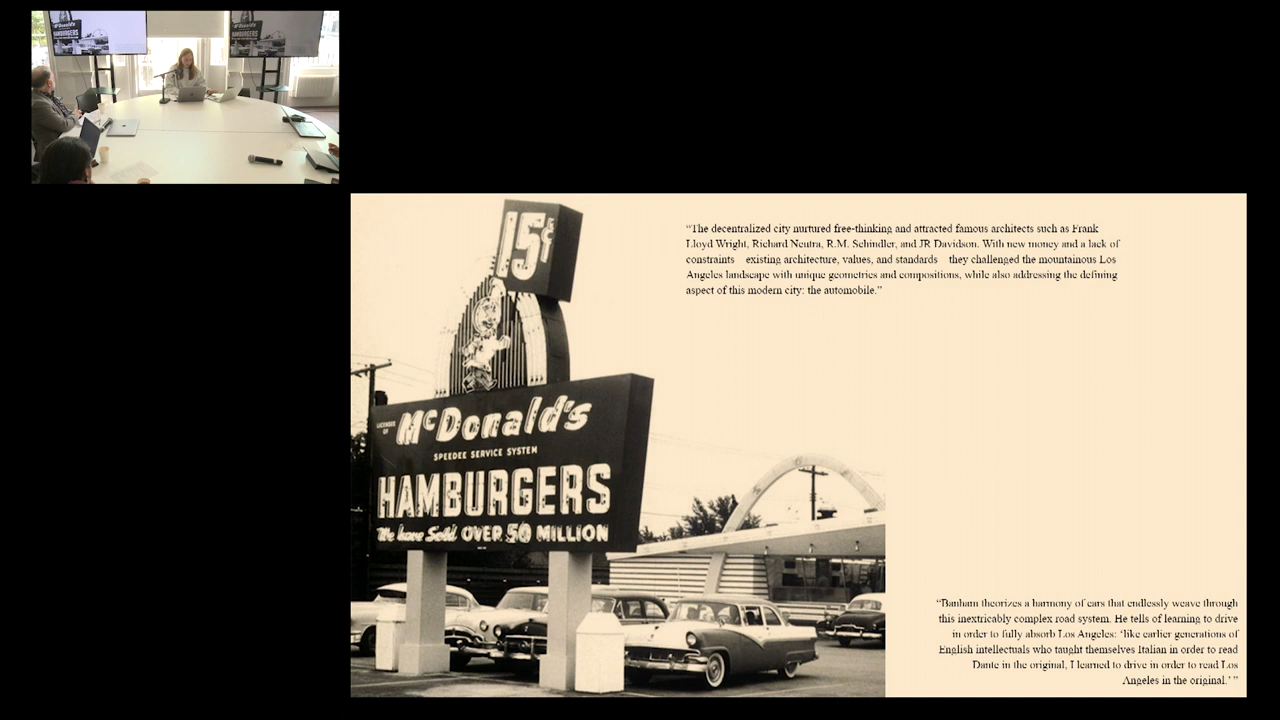 McDonald's
HAMBURGERS
15¢
LICENSEE
OF
McDonald's
SPEEDEE SERVICE SYSTEM
HAMBURGERS
We have Sold OVER 50 MILLION
“The decentralized city nurtured free-thinking and attracted famous architects such as Frank
Lloyd Wright, Richard Neutra, R.M. Schindler, and JR Davidson. With new money and a lack of
constraints existing architecture, values, and standards they challenged the mountainous Los
Angeles landscape with unique geometries and compositions, while also addressing the defining
aspect of this modern city: the automobile.”
“Banham theorizes a harmony of cars that endlessly weave through
this inextricably complex road system. He tells of learning to drive
in order to fully absorb Los Angeles: ‘like earlier generations of
English intellectuals who taught themselves Italian in order to read
Dante in the original, I learned to drive in order to read Los
Angeles in the original.’ ”